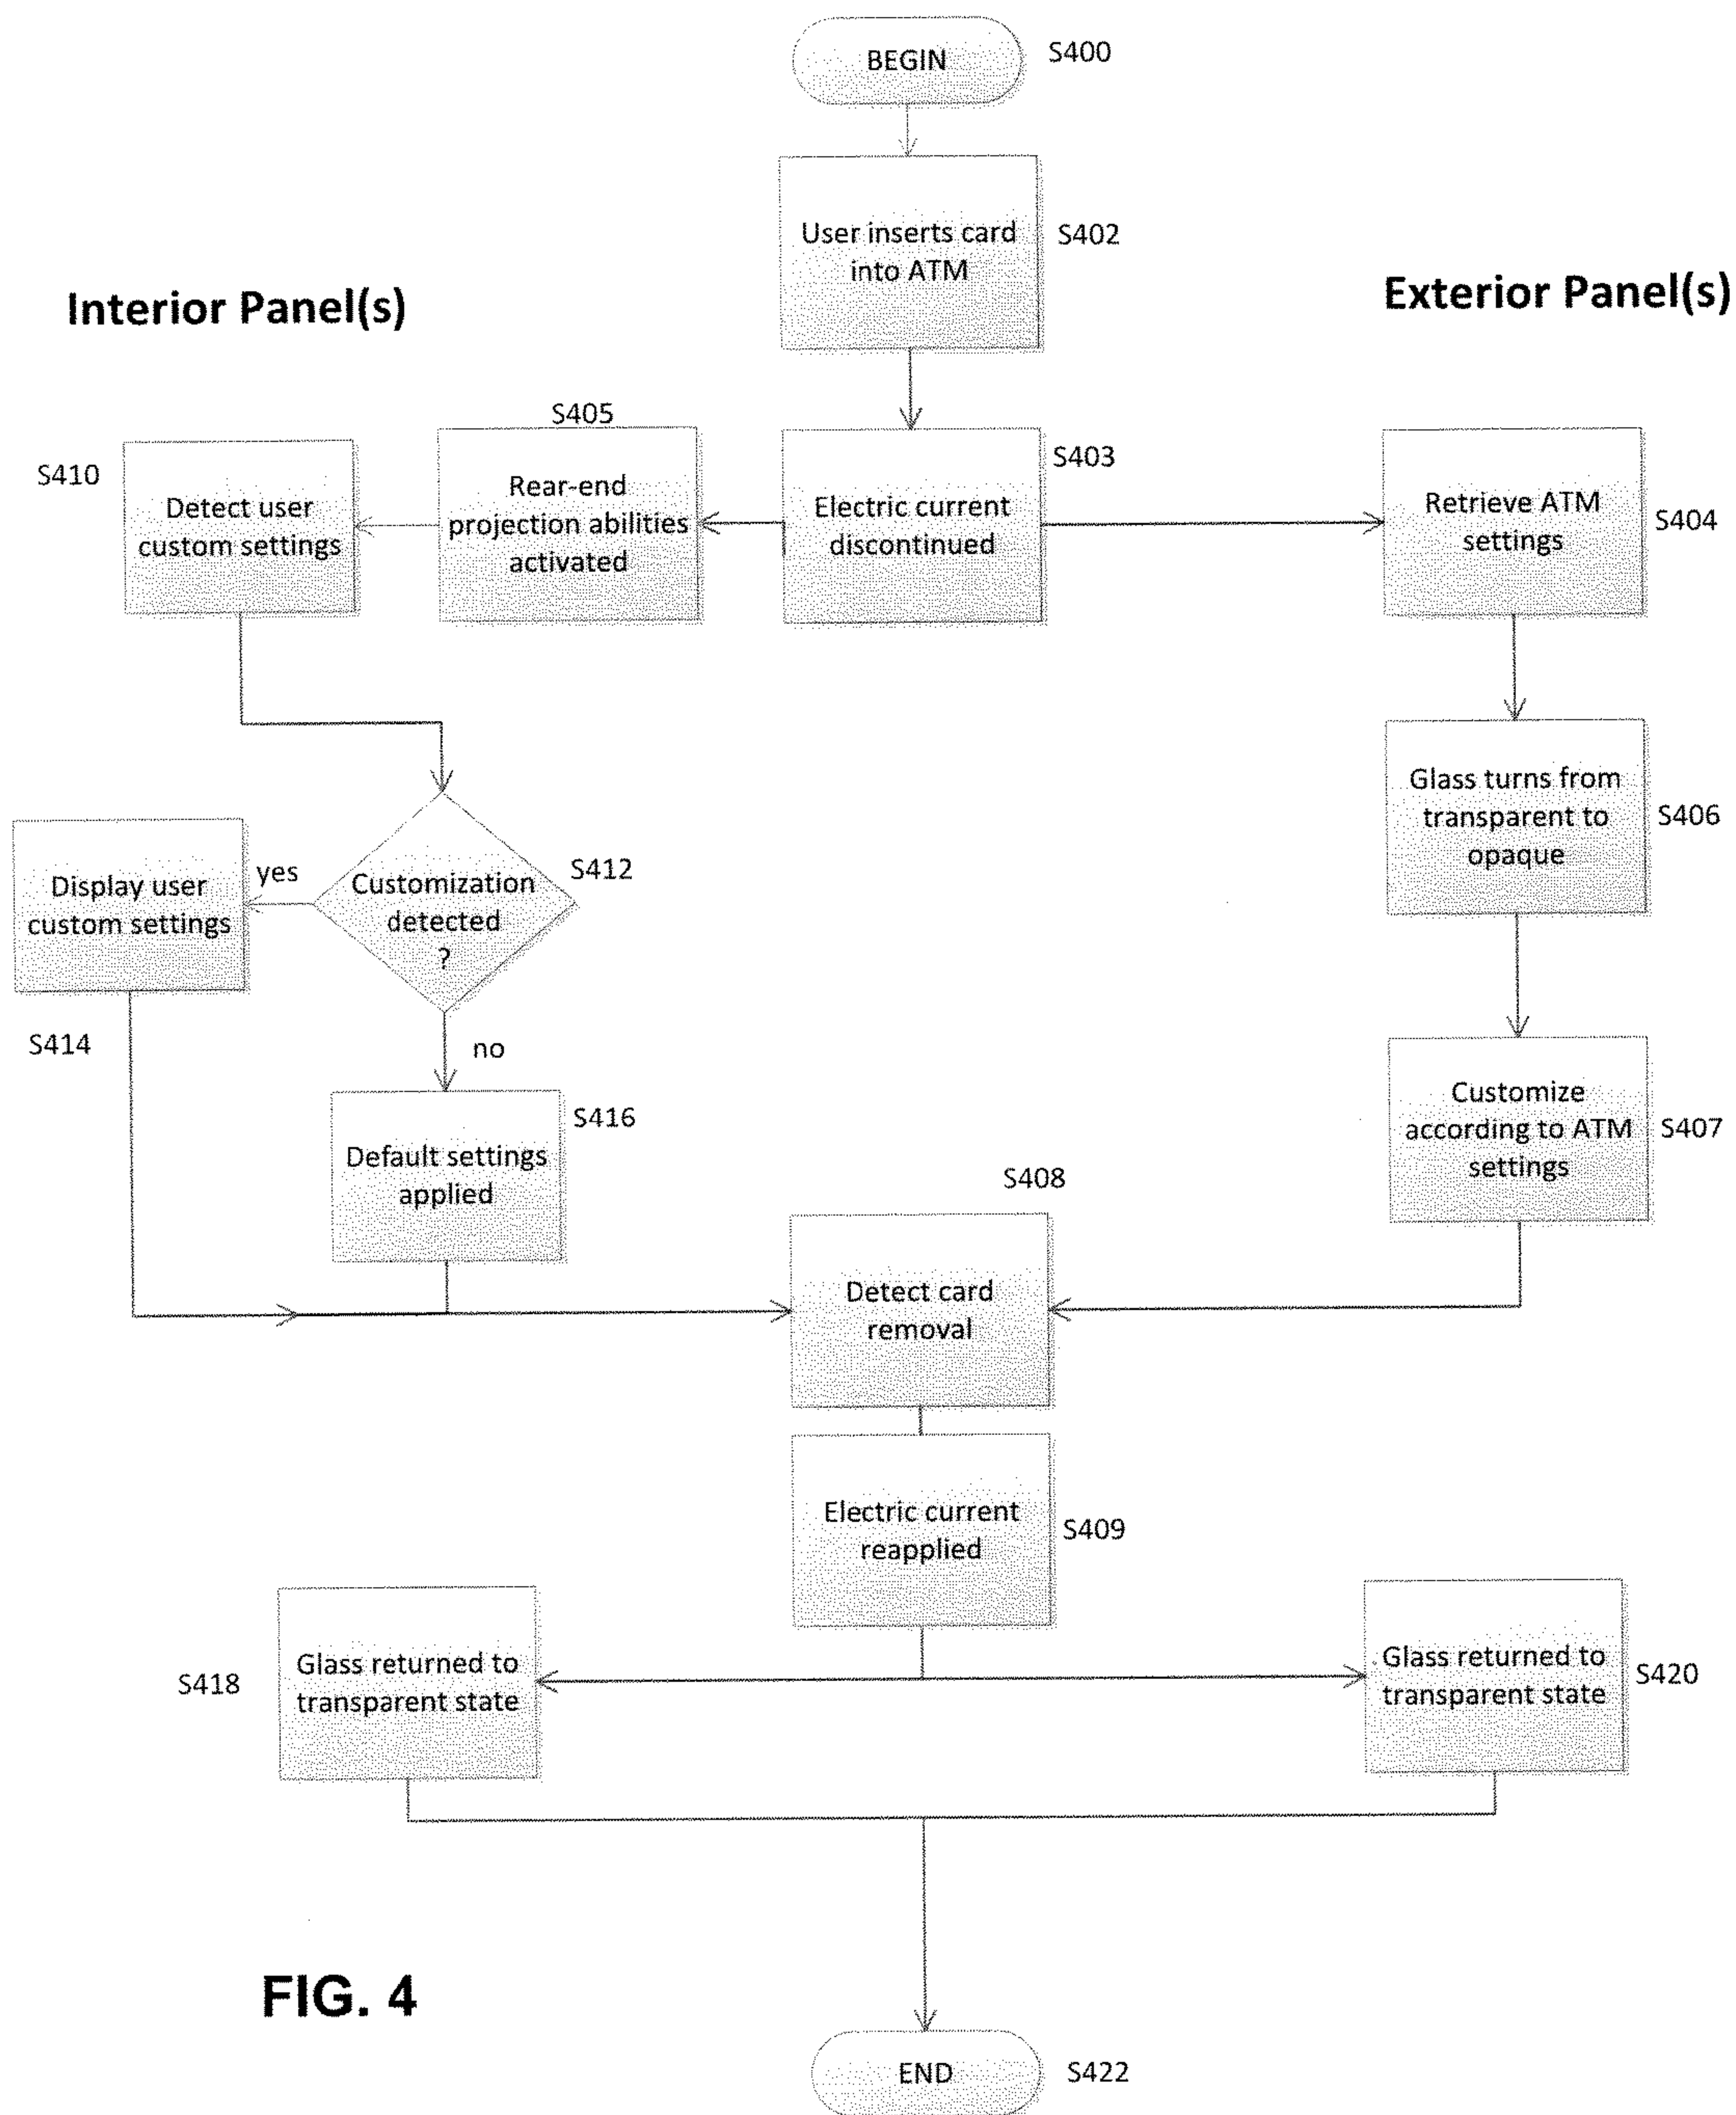 BEGIN
S400
User inserts card
into ATM
S402
Interior Panel(s)
Exterior Panel(s)
S405
S410
Detect user
custom settings
Rear-end
projection abilities
activated
Electric current
discontinued
S403
Retrieve ATM
settings
S404
Glass turns from
transparent to
opaque
S406
Display user
custom settings
yes
Customization
detected
?
S412
S414
no
Customize
according to ATM
settings
S407
Default settings
applied
S416
S408
Detect card
removal
Electric current
reapplied
S409
S418
Glass returned to
transparent state
Glass returned to
transparent state
S420
FIG. 4
END
S422